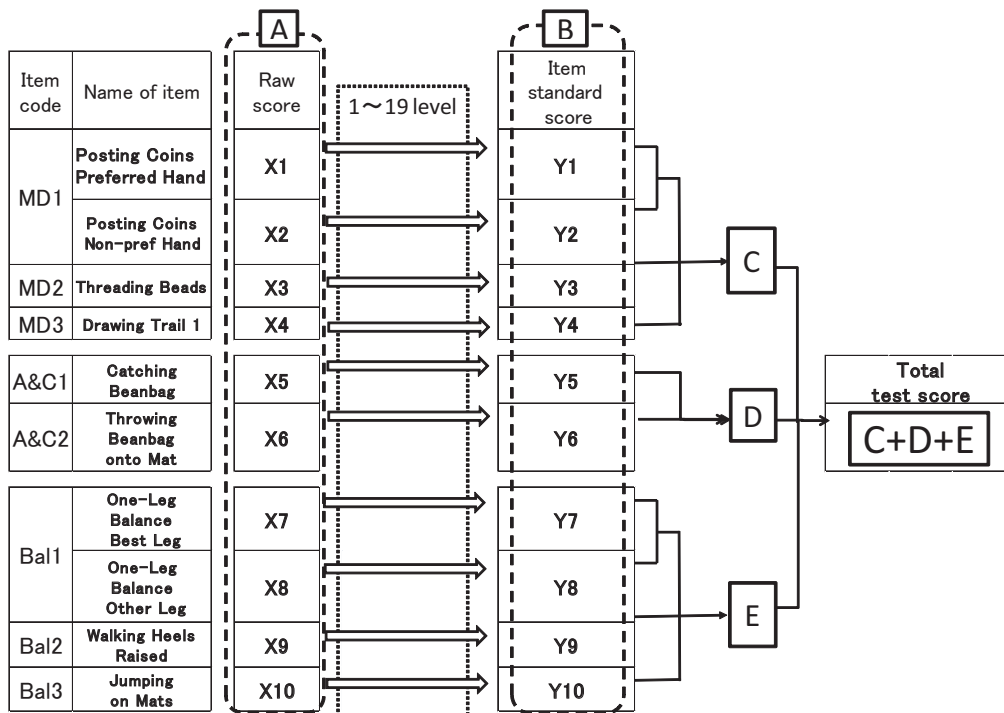 A
B
Item
code
Name of item
Raw
score
1～19 level
Item
standard
score
MD1
Posting Coins
Preferred Hand
X1
Y1
Posting Coins
Non-pref Hand
X2
Y2
C
MD2
Threading Beads
X3
Y3
MD3
Drawing Trail 1
X4
Y4
A&C1
Catching
Beanbag
X5
Y5
A&C2
Throwing
Beanbag
onto Mat
X6
Y6
D
Total
test score
C+D+E
Bal1
One-Leg
Balance
Best Leg
X7
Y7
One-Leg
Balance
Other Leg
X8
Y8
E
Bal2
Walking Heels
Raised
X9
Y9
Bal3
Jumping
on Mats
X10
Y10